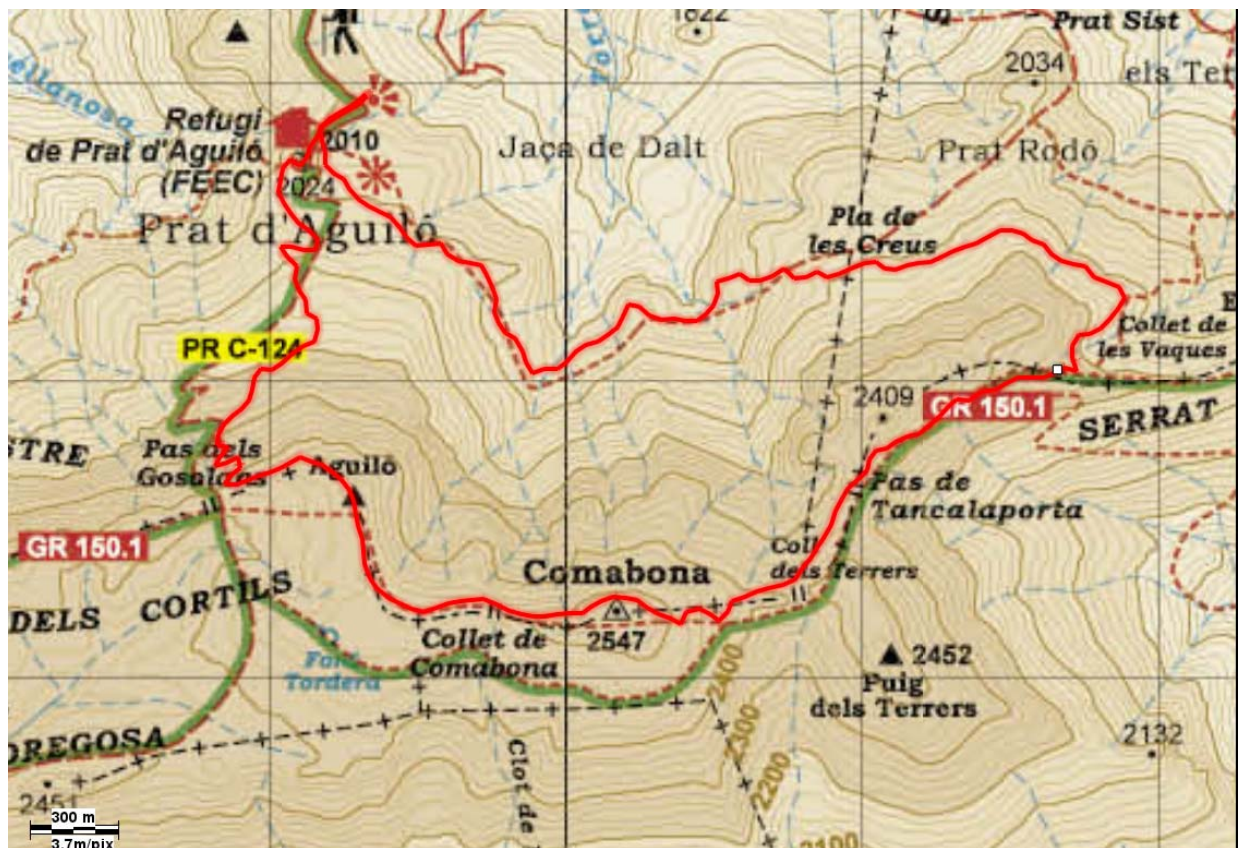 1822
Prat Sist
2034
els Ter
Refugi
de Prat d'Aguiló
(FEEC)
2010
2024
Jaça de Dalt
Prat Rodó
Prat d'Aguiló
Pla de
les Creus
PR C-124
Collet de
les Vaques
2409
GR 150.1
SERRAT
STRE
Pas dels
Gosolans
Aguiló
Pas de
Tancalaporta
GR 150.1
Coll
dels Terrers
Comabona
DELS CORTILS
Collet de
Comabona
2547
Font
Tordera
2400
2452
Puig
dels Terrers
2300
2132
OREGOSA
2200
Clot de
2451
300 m
3.7m/pix
2100